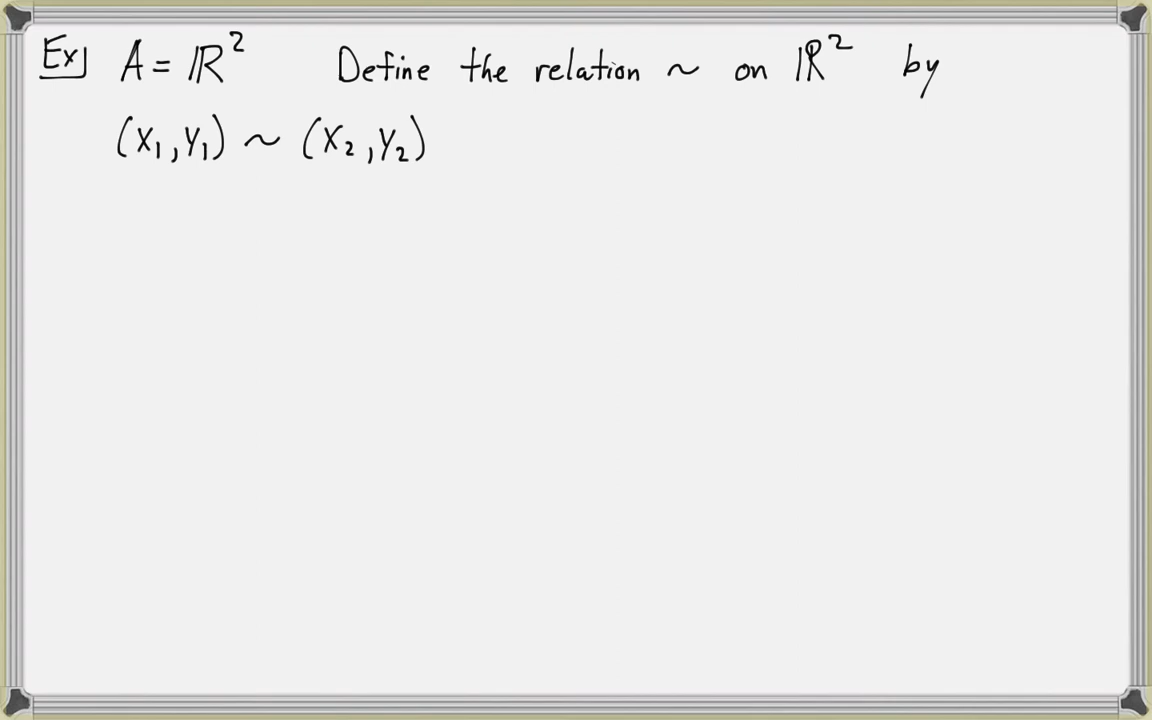 Ex] A = ℝ² Define the relation ~ on ℝ² by
(x₁, y₁) ~ (x₂, y₂)